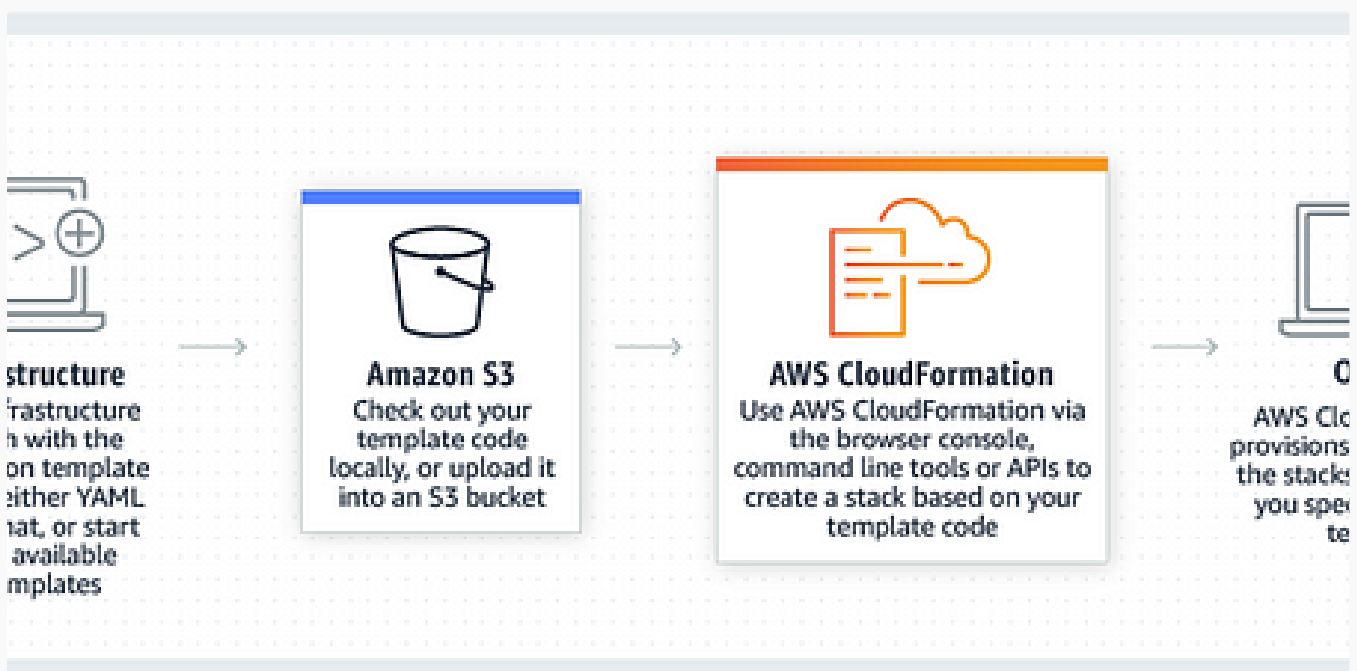 structure
frastructure
h with the
on template
either YAML
nat, or start
available
mplates
Amazon S3
Check out your
template code
locally, or upload it
into an S3 bucket
AWS CloudFormation
Use AWS CloudFormation via
the browser console,
command line tools or APIs to
create a stack based on your
template code
O
AWS Clo
provisions
the stacks
you spec
te